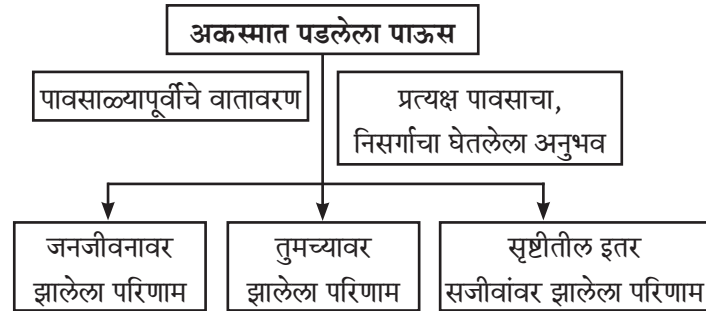 अकस्मात पडलेला पाऊस
पावसाळ्यापूर्वीचे वातावरण
प्रत्यक्ष पावसाचा,
निसर्गाचा घेतलेला अनुभव
जनजीवनावर
झालेला परिणाम
तुमच्यावर
झालेला परिणाम
सृष्टीतील इतर
सजीवांवर झालेला परिणाम